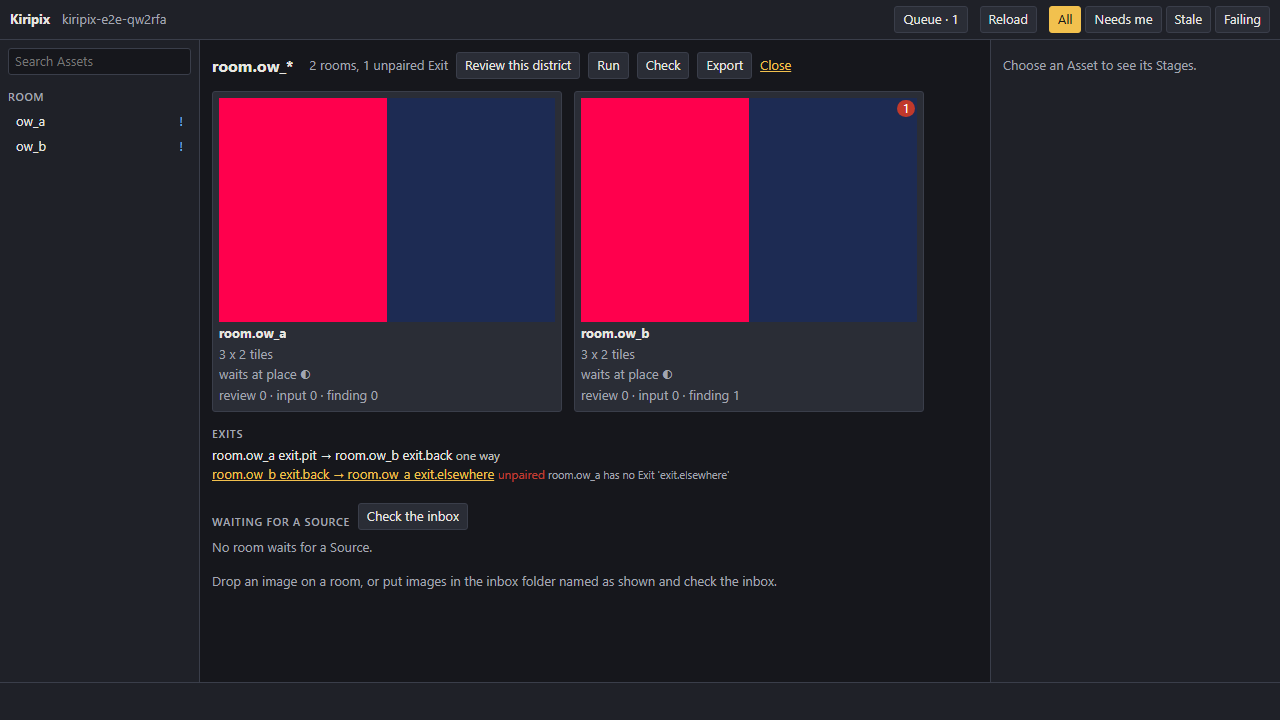 Kiripix kiripix-e2e-qw2rfa Queue · 1 Reload All Needs me Stale Failing
Search Assets
ROOM
ow_a !
ow_b !
room.ow_* 2 rooms, 1 unpaired Exit Review this district Run Check Export Close
1
room.ow_a
3 x 2 tiles
waits at place ◐
review 0 · input 0 · finding 0
room.ow_b
3 x 2 tiles
waits at place ◐
review 0 · input 0 · finding 1
EXITS
room.ow_a exit.pit → room.ow_b exit.back one way
room.ow_b exit.back → room.ow_a exit.elsewhere unpaired room.ow_a has no Exit 'exit.elsewhere'
WAITING FOR A SOURCE Check the inbox
No room waits for a Source.
Drop an image on a room, or put images in the inbox folder named as shown and check the inbox.
Choose an Asset to see its Stages.